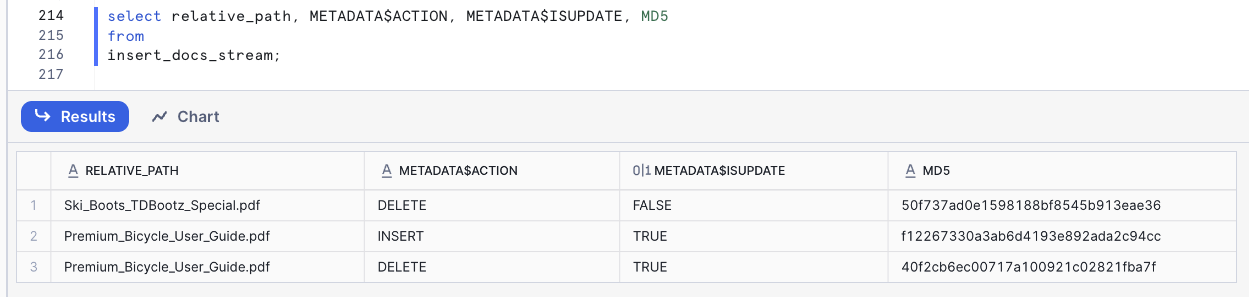 214 select relative_path, METADATA$ACTION, METADATA$ISUPDATE, MD5
215 from
216 insert_docs_stream;
217
Results Chart
A RELATIVE_PATH A METADATA$ACTION 0|1 METADATA$ISUPDATE A MD5
1 Ski_Boots_TDBootz_Special.pdf DELETE FALSE 50f737ad0e1598188bf8545b913eae36
2 Premium_Bicycle_User_Guide.pdf INSERT TRUE f12267330a3ab6d4193e892ada2c94cc
3 Premium_Bicycle_User_Guide.pdf DELETE TRUE 40f2cb6ec00717a100921c02821fba7f